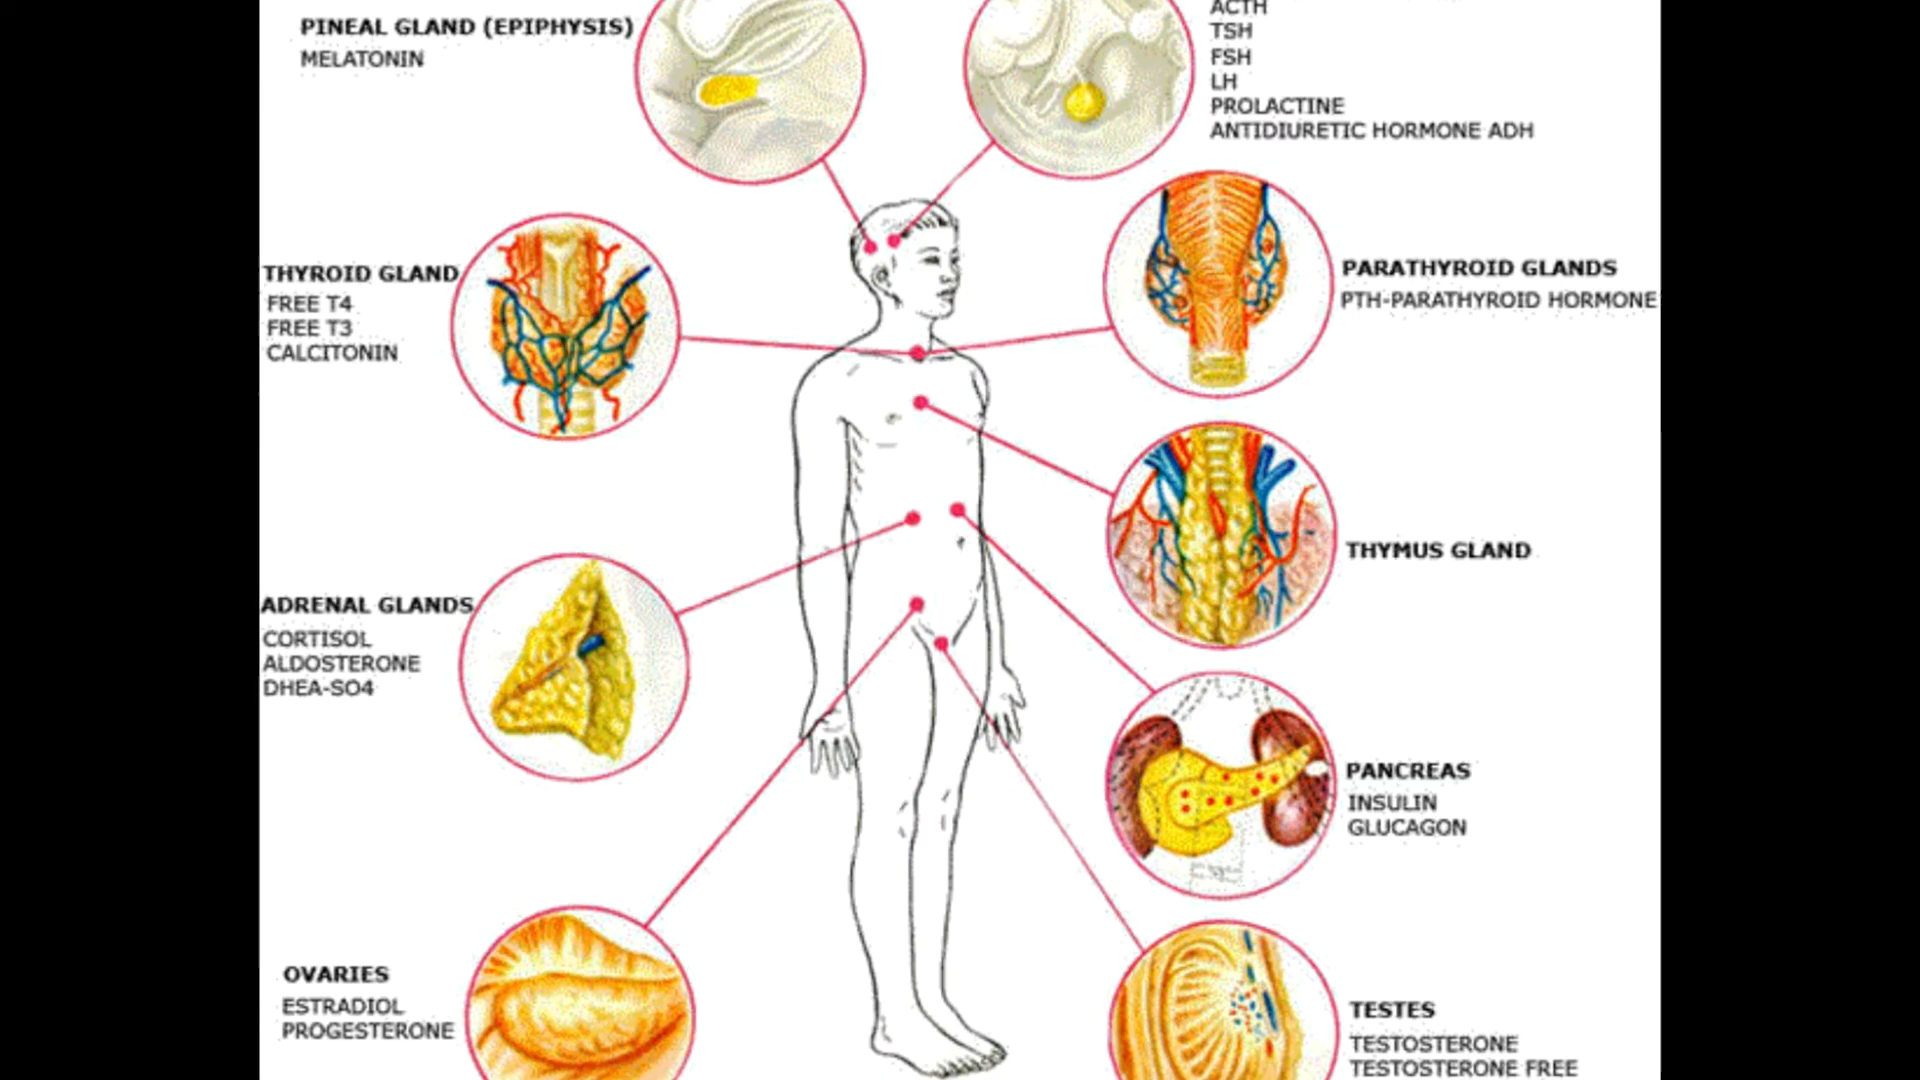 PINEAL GLAND (EPIPHYSIS)
MELATONIN
ACTH
TSH
FSH
LH
PROLACTINE
ANTIDIURETIC HORMONE ADH
THYROID GLAND
FREE T4
FREE T3
CALCITONIN
PARATHYROID GLANDS
PTH-PARATHYROID HORMONE
THYMUS GLAND
ADRENAL GLANDS
CORTISOL
ALDOSTERONE
DHEA-SO4
PANCREAS
INSULIN
GLUCAGON
OVARIES
ESTRADIOL
PROGESTERONE
TESTES
TESTOSTERONE
TESTOSTERONE FREE